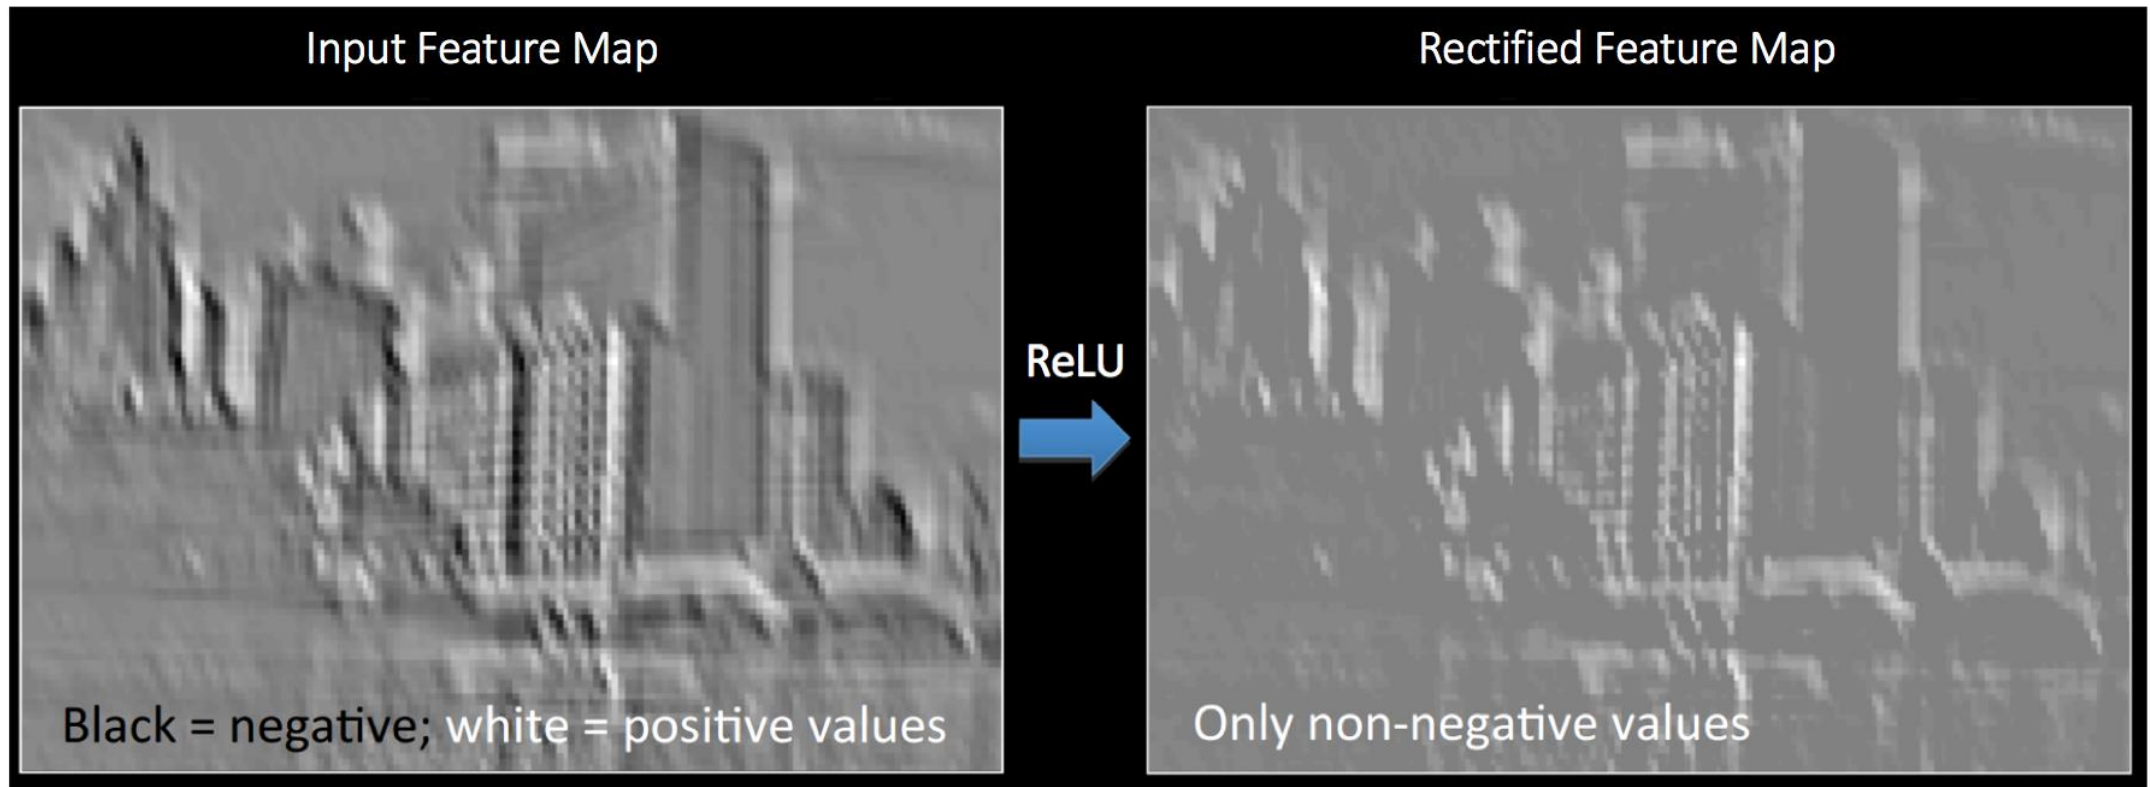 Input Feature Map
Rectified Feature Map
ReLU
Black = negative; white = positive values
Only non-negative values